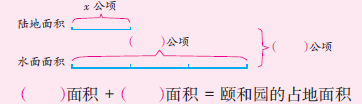 x 公顷
陆地面积
(　　)公顷
(　　)公顷
水面面积
(　　)面积 + (　　)面积 = 颐和园的占地面积